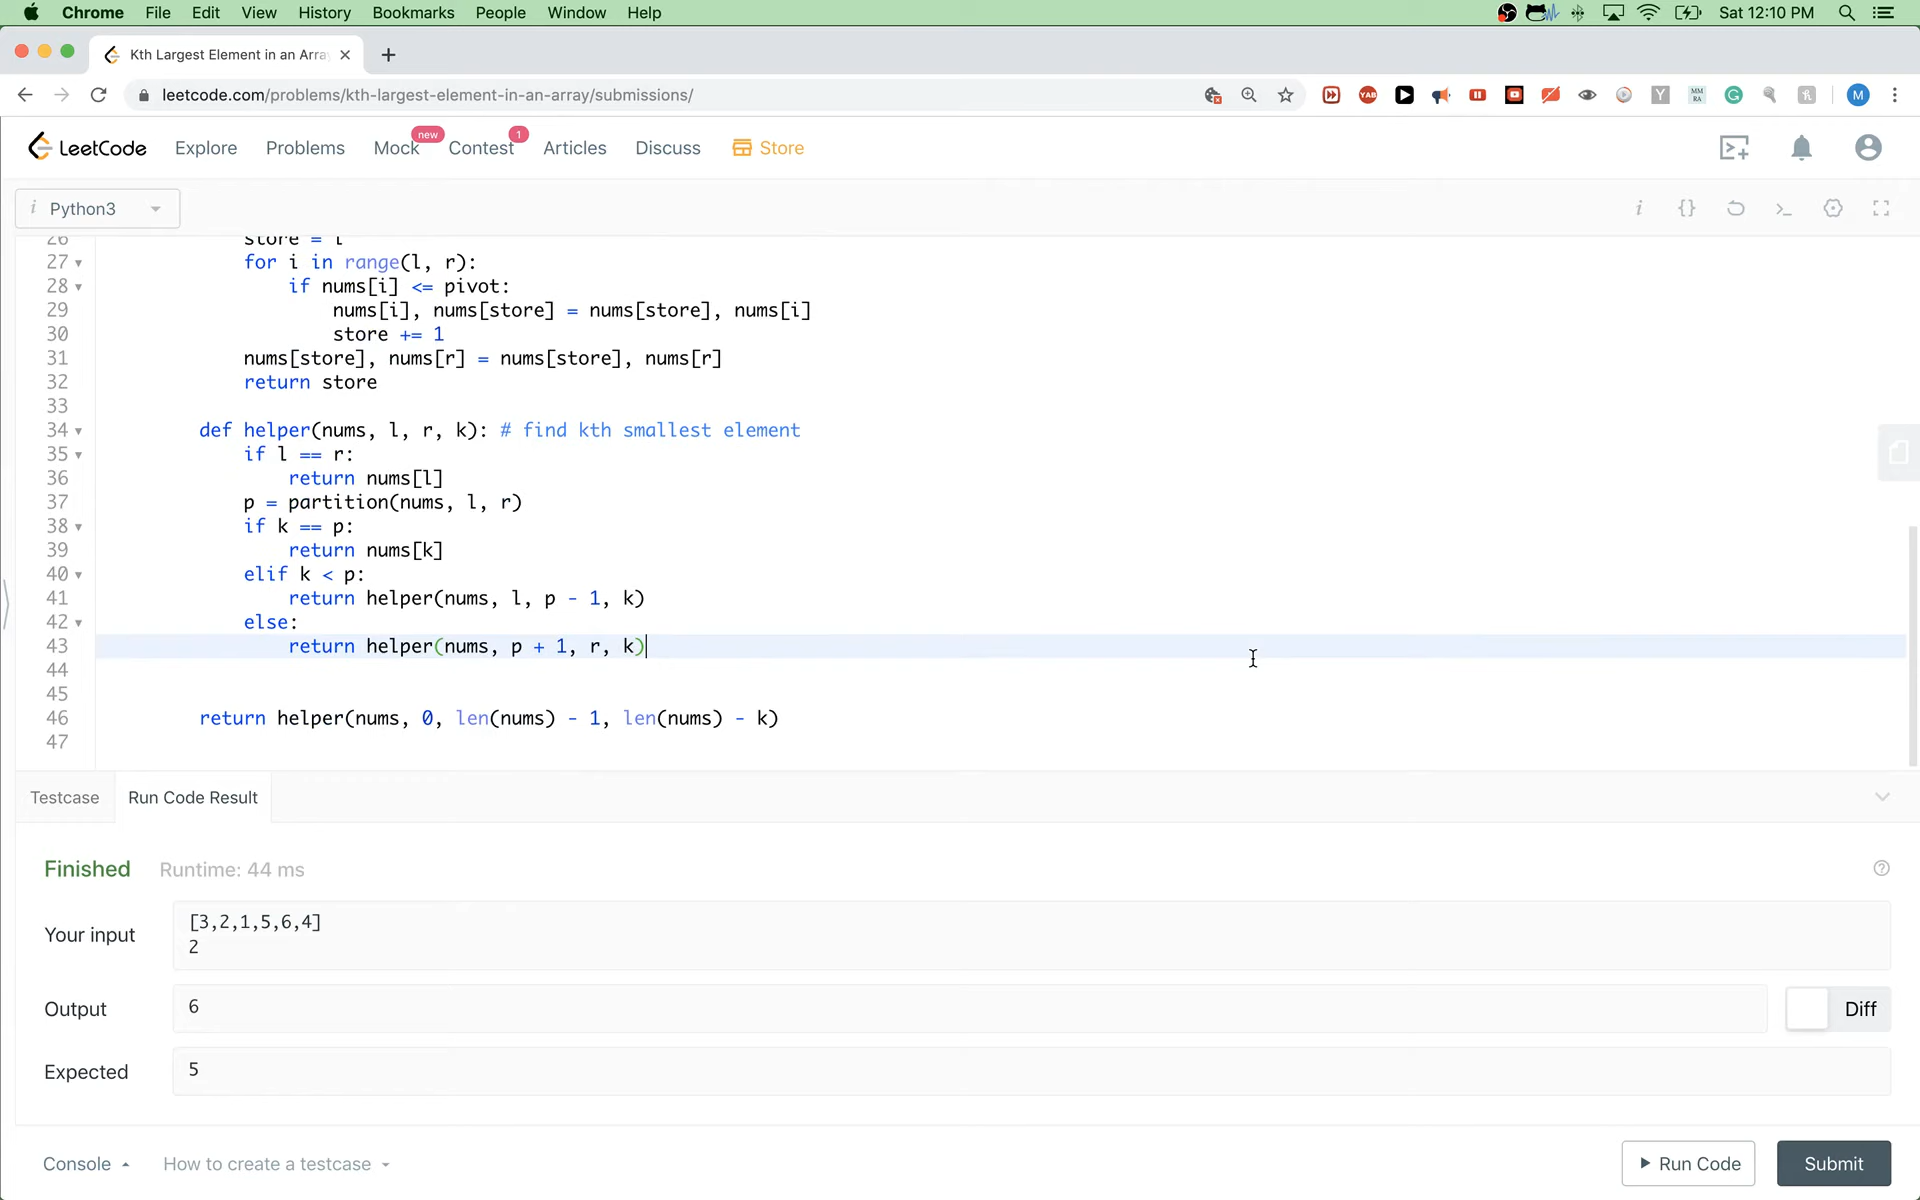 Chrome File Edit View History Bookmarks People Window Help Sat 12:10 PM
Kth Largest Element in an Arra
leetcode.com/problems/kth-largest-element-in-an-array/submissions/
YAB
Y
MM
RA
G
M
LeetCode Explore Problems Mock new Contest 1 Articles Discuss Store
i Python3
i {} >_
26 store = l
27 for i in range(l, r):
28 if nums[i] <= pivot:
29 nums[i], nums[store] = nums[store], nums[i]
30 store += 1
31 nums[store], nums[r] = nums[store], nums[r]
32 return store
33
34 def helper(nums, l, r, k): # find kth smallest element
35 if l == r:
36 return nums[l]
37 p = partition(nums, l, r)
38 if k == p:
39 return nums[k]
40 elif k < p:
41 return helper(nums, l, p - 1, k)
42 else:
43 return helper(nums, p + 1, r, k)
44
45
46 return helper(nums, 0, len(nums) - 1, len(nums) - k)
47
Testcase Run Code Result
Finished Runtime: 44 ms
Your input
[3,2,1,5,6,4]
2
Output 6 Diff
Expected 5
Console How to create a testcase Run Code Submit